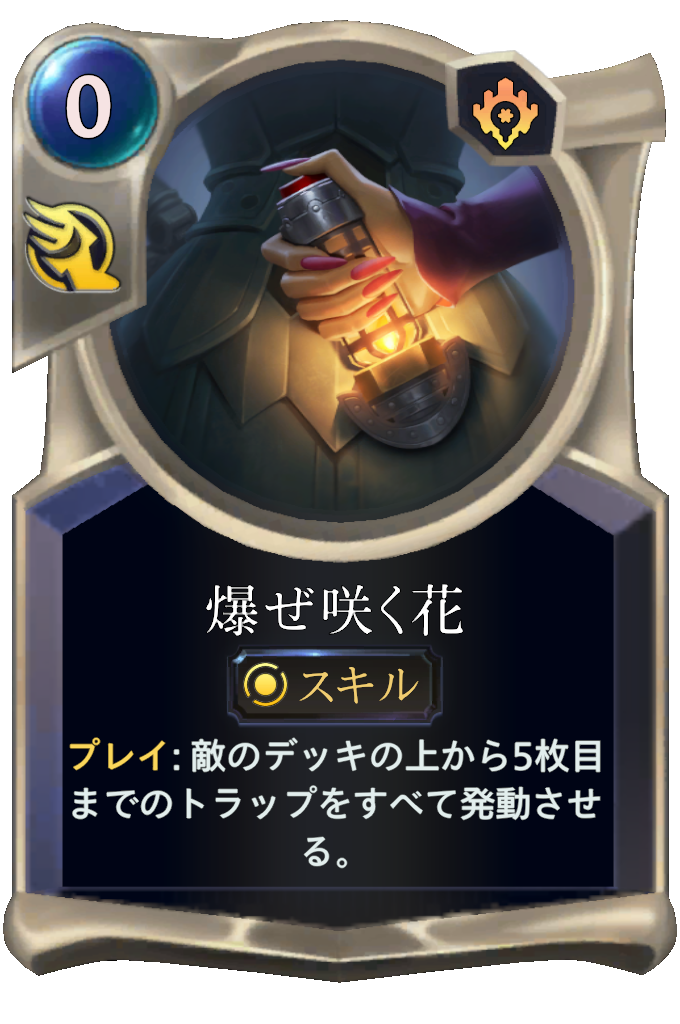 0
爆ぜ咲く花
スキル
プレイ: 敵のデッキの上から5枚目
までのトラップをすべて発動させ
る。